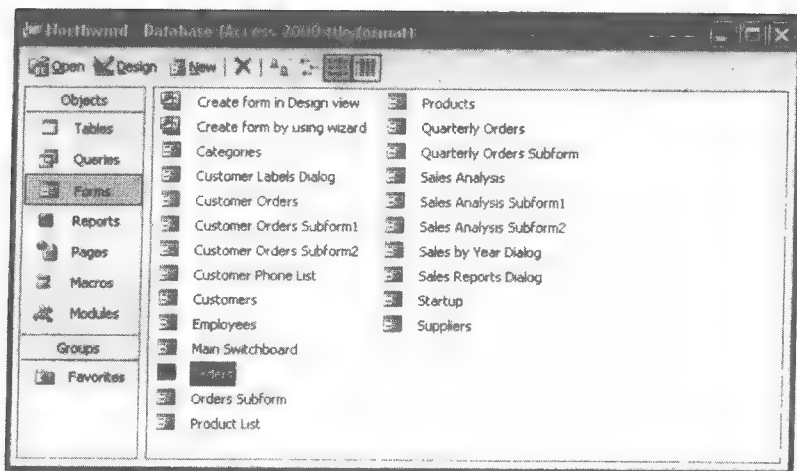 Northwind : Database (Access 2000 file format)
Open Design New
Objects
Tables
Queries
Forms
Reports
Pages
Macros
Modules
Groups
Favorites
Create form in Design view
Create form by using wizard
Categories
Customer Labels Dialog
Customer Orders
Customer Orders Subform1
Customer Orders Subform2
Customer Phone List
Customers
Employees
Main Switchboard
Orders
Orders Subform
Product List
Products
Quarterly Orders
Quarterly Orders Subform
Sales Analysis
Sales Analysis Subform1
Sales Analysis Subform2
Sales by Year Dialog
Sales Reports Dialog
Startup
Suppliers